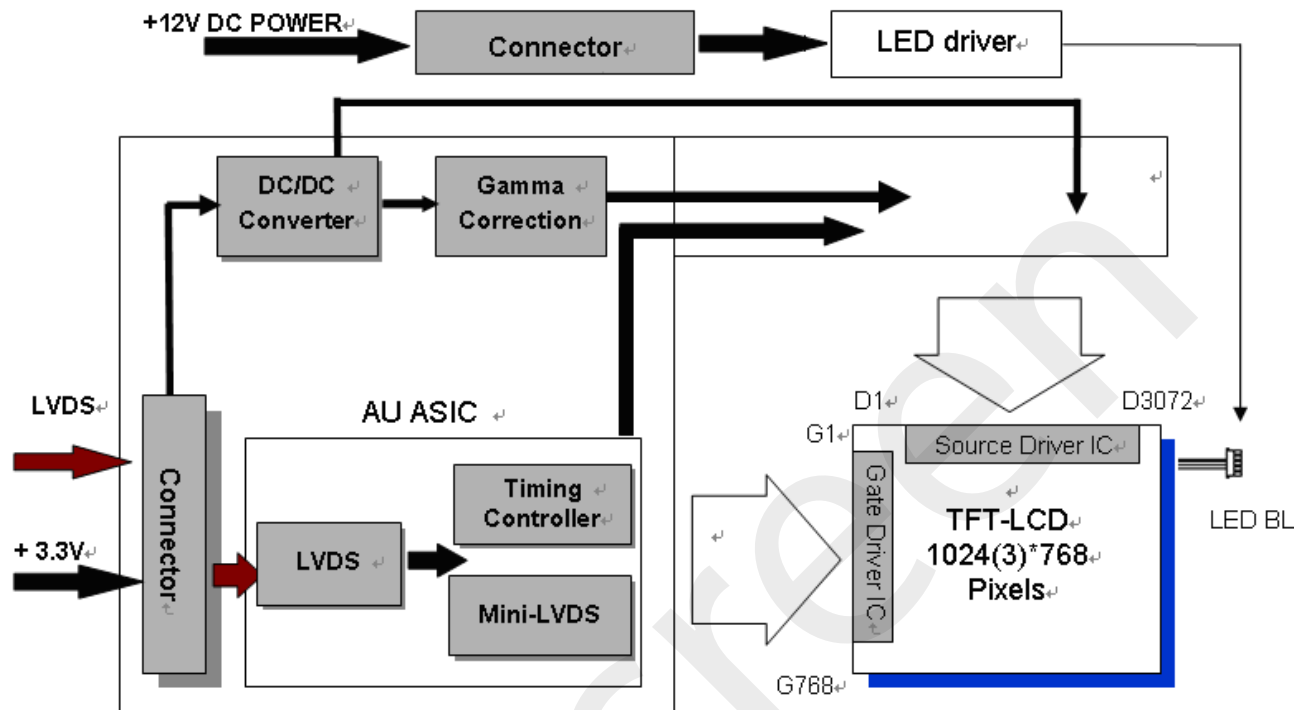 +12V DC POWER
Connector
LED driver
DC/DC
Converter
Gamma
Correction
LVDS
AU ASIC
D1
D3072
G1
Source Driver IC
Connector
Timing
Controller
Gate Driver IC
TFT-LCD
1024(3)*768
Pixels
LED BL
+ 3.3V
LVDS
Mini-LVDS
G768